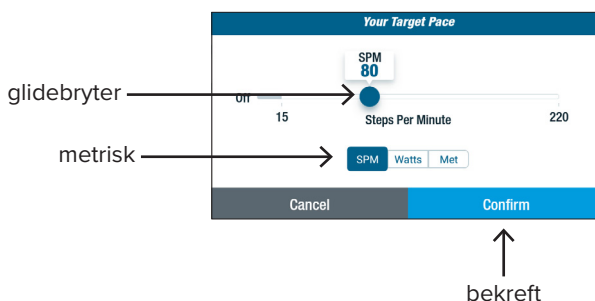 Your Target Pace
SPM
80
glidebryter
Off
15
Steps Per Minute
220
metrisk
SPM Watts Met
Cancel Confirm
bekreft